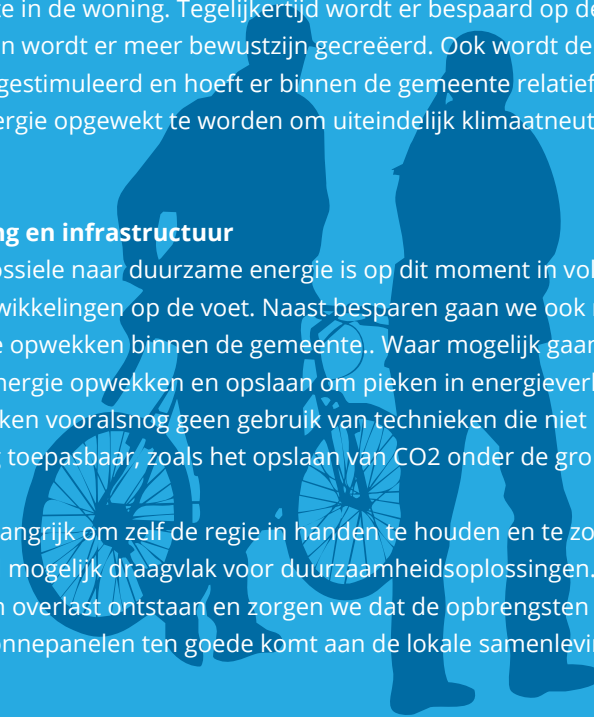 te in de woning. Tegelijkertijd wordt er bespaard op de
n wordt er meer bewustzijn gecreëerd. Ook wordt de
gestimuleerd en hoeft er binnen de gemeente relatief
ergie opgewekt te worden om uiteindelijk klimaatneut
ng en infrastructuur
ossiele naar duurzame energie is op dit moment in vol
wikkelingen op de voet. Naast besparen gaan we ook
e opwekken binnen de gemeente.. Waar mogelijk gaan
nergie opwekken en opslaan om pieken in energieverl
ken vooralsnog geen gebruik van technieken die niet
g toepasbaar, zoals het opslaan van CO2 onder de gro
angrijk om zelf de regie in handen te houden en te zo
mogelijk draagvlak voor duurzaamheidsoplossingen.
n overlast ontstaan en zorgen we dat de opbrengsten
onnepanelen ten goede komt aan de lokale samenlevin